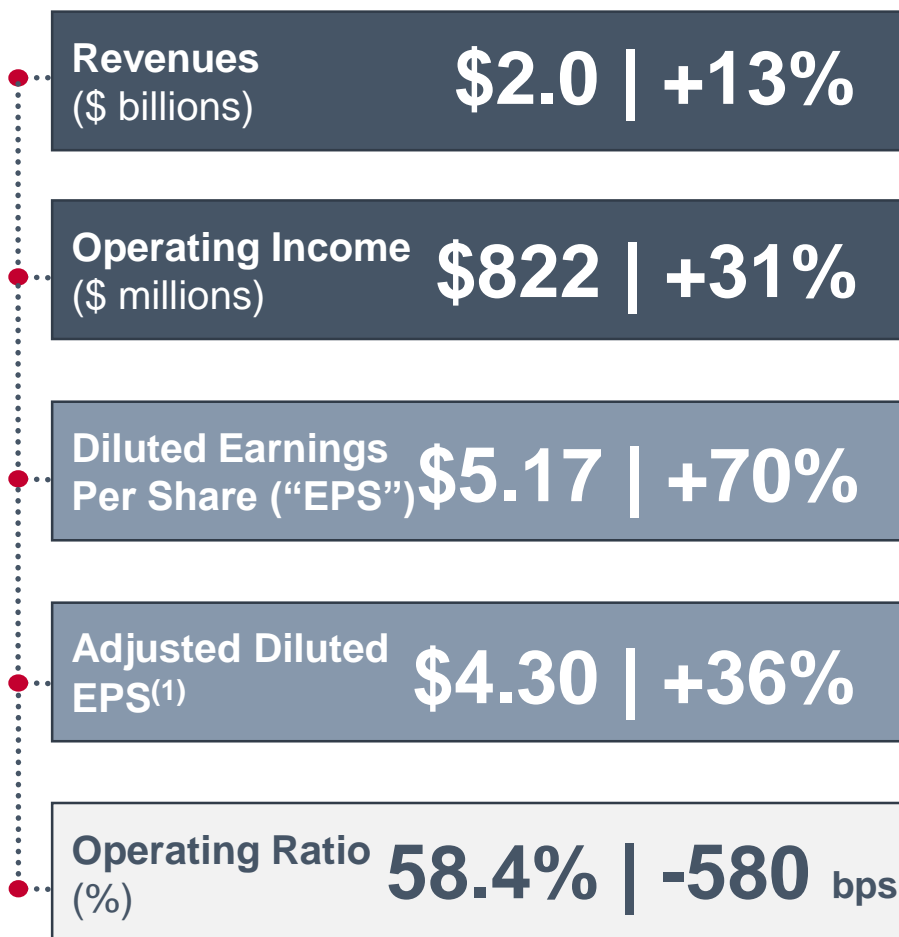 Revenues
($ billions)
$2.0 | +13%
Operating Income
($ millions)
$822 | +31%
Diluted Earnings
Per Share (“EPS”)
$5.17 | +70%
Adjusted Diluted
EPS(1)
$4.30 | +36%
Operating Ratio
(%)
58.4% | -580 bps